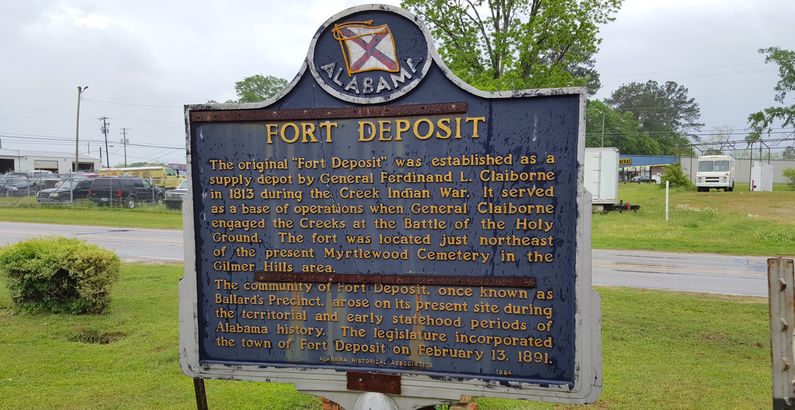 ALABAMA
FORT DEPOSIT
The original "Fort Deposit" was established as a
supply depot by General Ferdinand L. Claiborne
in 1813 during the Creek Indian War. It served
as a base of operations when General Claiborne
engaged the Creeks at the Battle of the Holy
Ground. The fort was located just northeast
of the present Myrtlewood Cemetery in the
Gilmer Hills area.
The community of Fort Deposit, once known as
Ballard's Precinct, arose on its present site during
the territorial and early statehood periods of
Alabama history. The legislature incorporated
the town of Fort Deposit on February 13, 1891.
ALABAMA HISTORICAL ASSOCIATION 1994